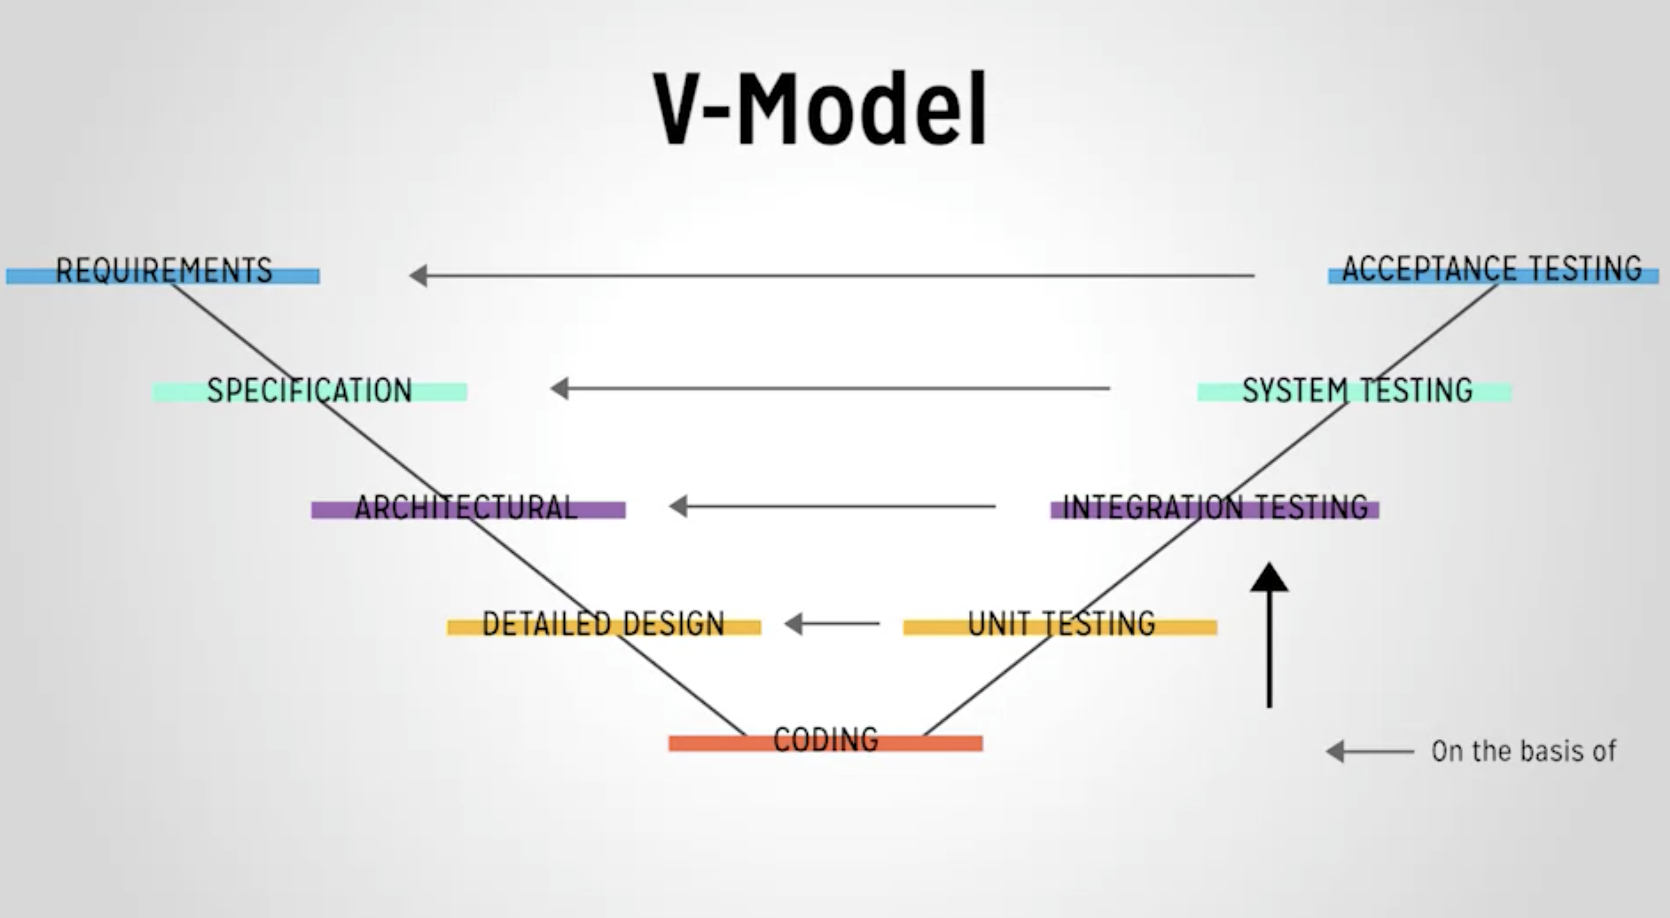 V-Model
REQUIREMENTS
ACCEPTANCE TESTING
SPECIFICATION
SYSTEM TESTING
ARCHITECTURAL
INTEGRATION TESTING
DETAILED DESIGN
UNIT TESTING
CODING
On the basis of